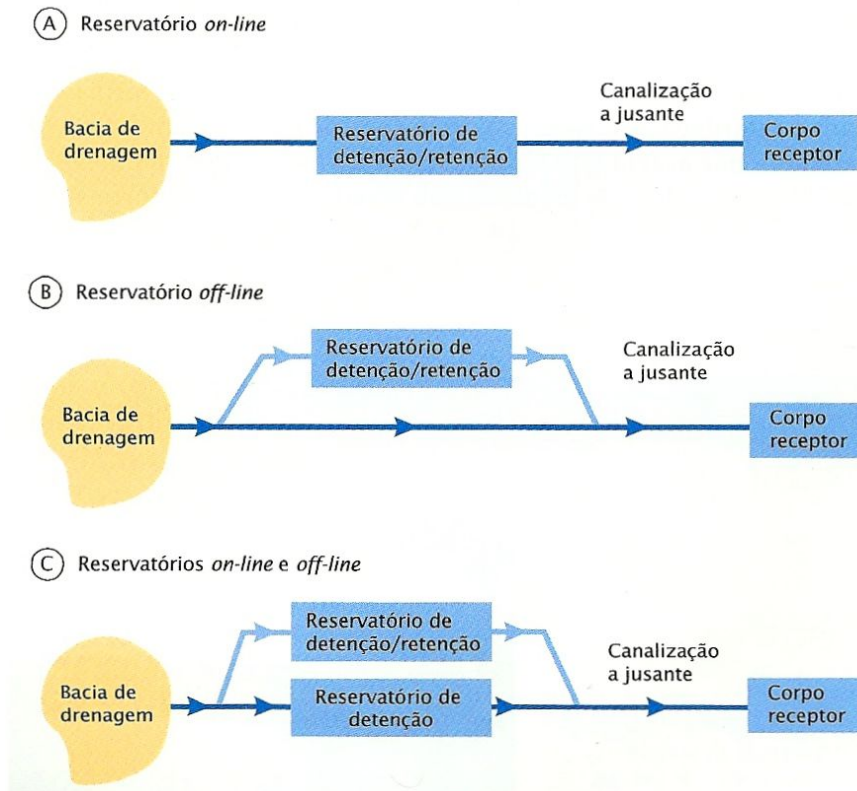 A Reservatório on-line
Bacia de
drenagem
Reservatório de
detenção/retenção
Canalização
a jusante
Corpo
receptor
B Reservatório off-line
Bacia de
drenagem
Reservatório de
detenção/retenção
Canalização
a jusante
Corpo
receptor
C Reservatórios on-line e off-line
Bacia de
drenagem
Reservatório de
detenção/retenção
Reservatório de
detenção
Canalização
a jusante
Corpo
receptor